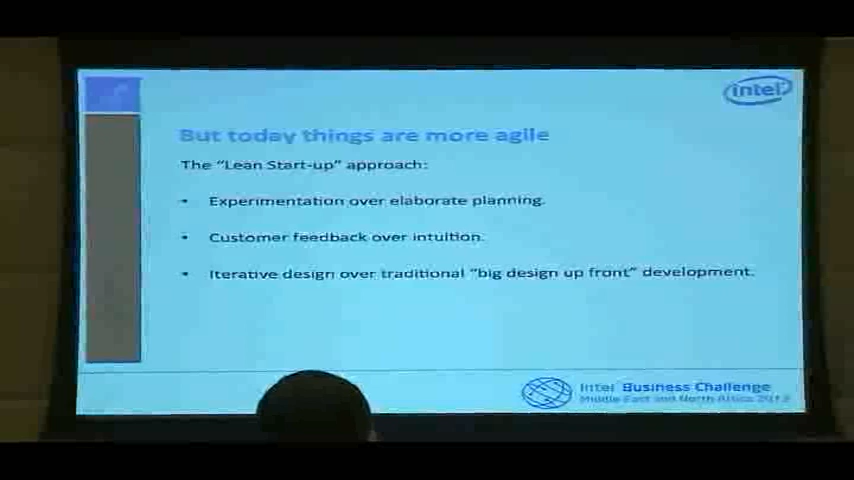 intel
But today things are more agile
The "Lean Start-up" approach:
• Experimentation over elaborate planning.
• Customer feedback over intuition.
• Iterative design over traditional "big design up front" development.
Intel Business Challenge
Middle East and North Africa